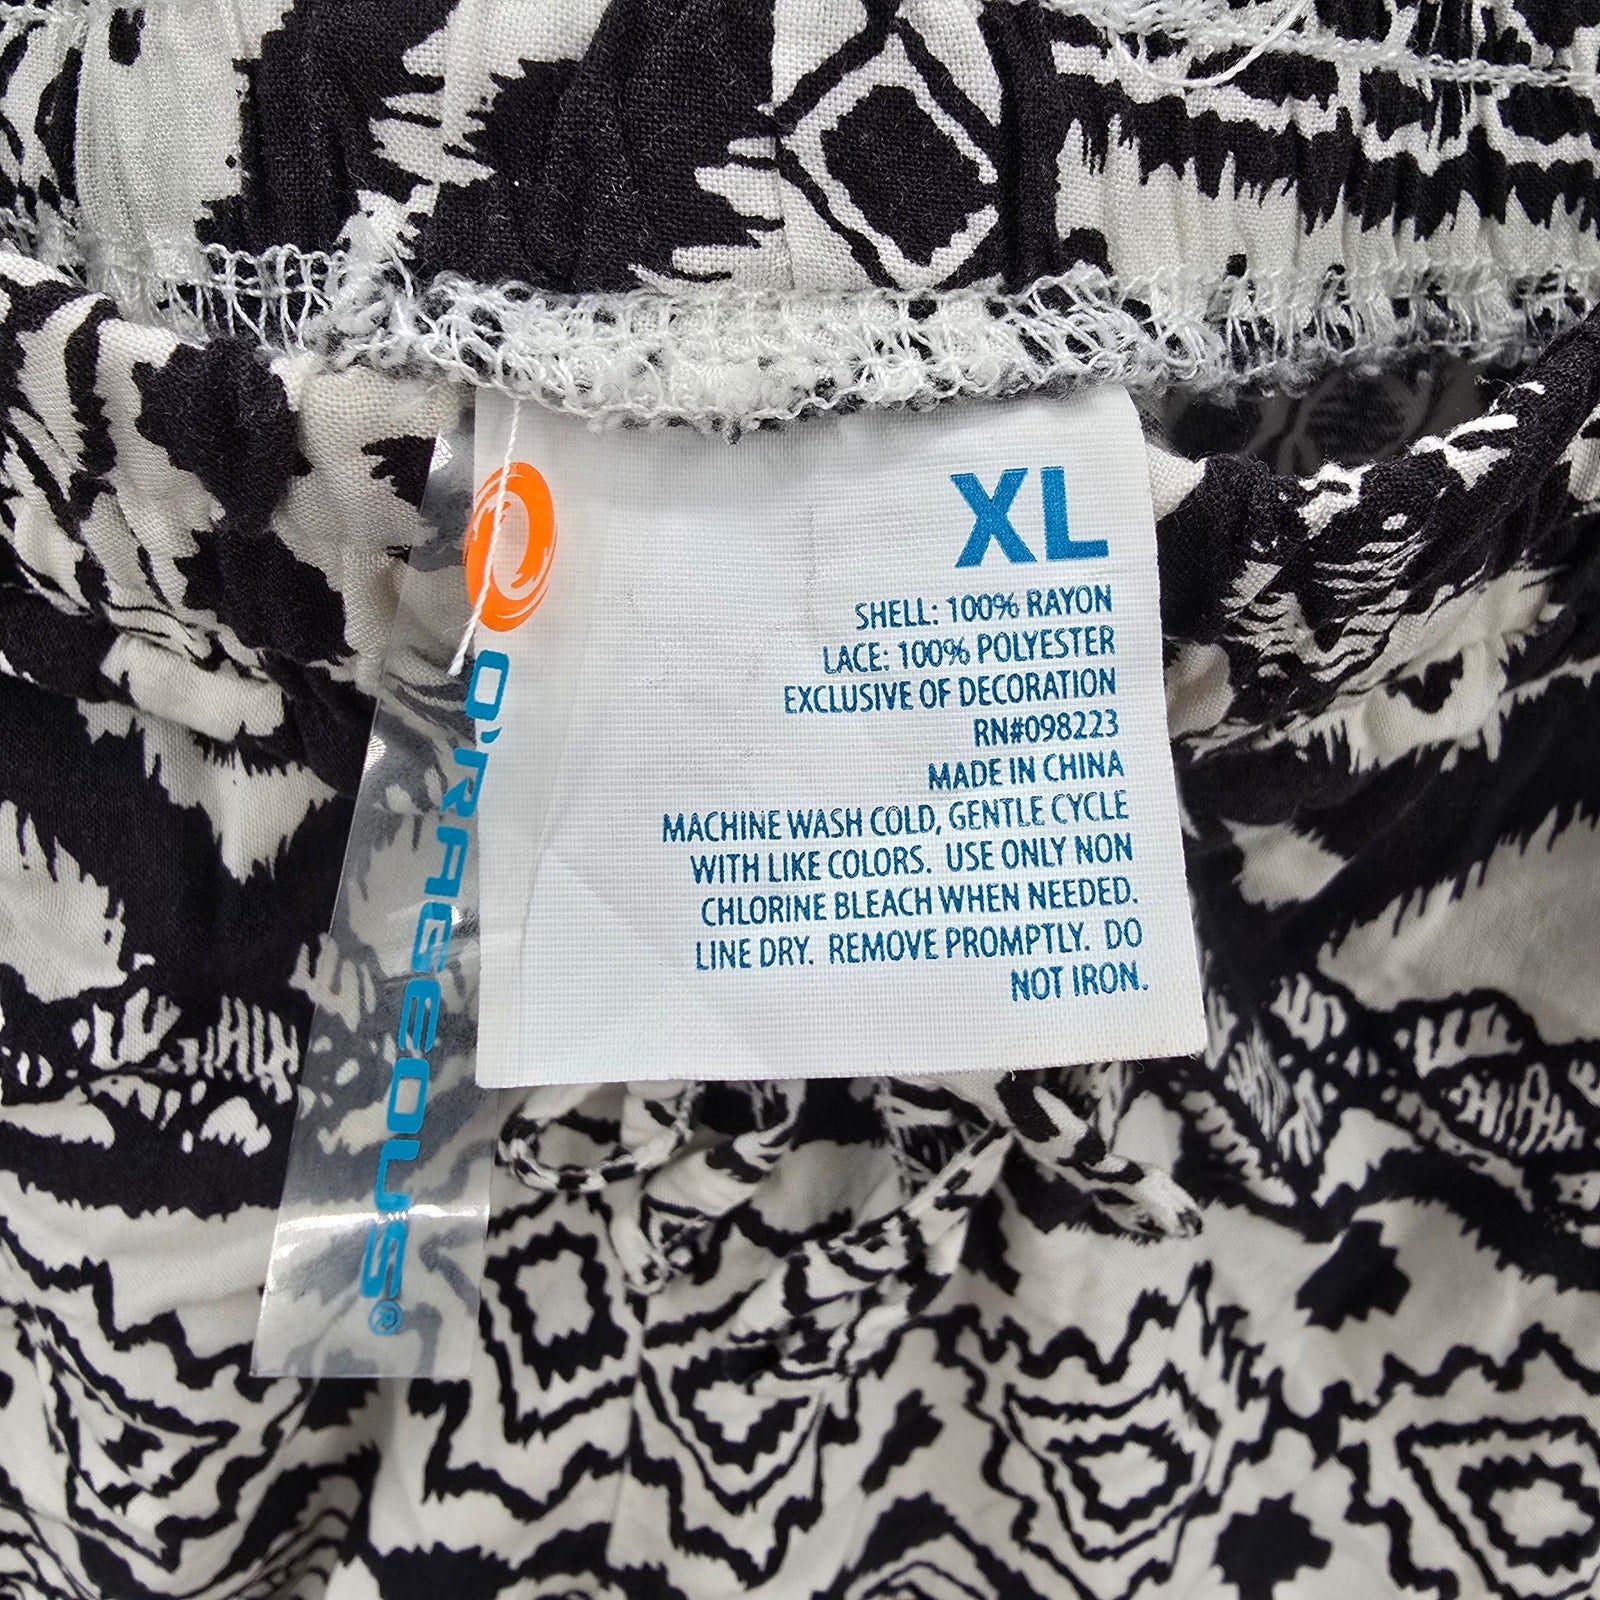 XL
SHELL: 100% RAYON
LACE: 100% POLYESTER
EXCLUSIVE OF DECORATION
RN#098223
MADE IN CHINA
MACHINE WASH COLD, GENTLE CYCLE
WITH LIKE COLORS. USE ONLY NON
CHLORINE BLEACH WHEN NEEDED.
LINE DRY. REMOVE PROMPTLY. DO
NOT IRON.
O'RAGEOUS®